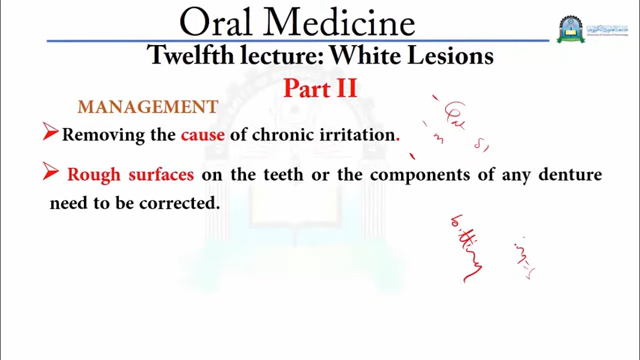 Oral Medicine
Twelfth lecture: White Lesions
Part II
MANAGEMENT
Removing the cause of chronic irritation.
Rough surfaces on the teeth or the components of any denture
need to be corrected.